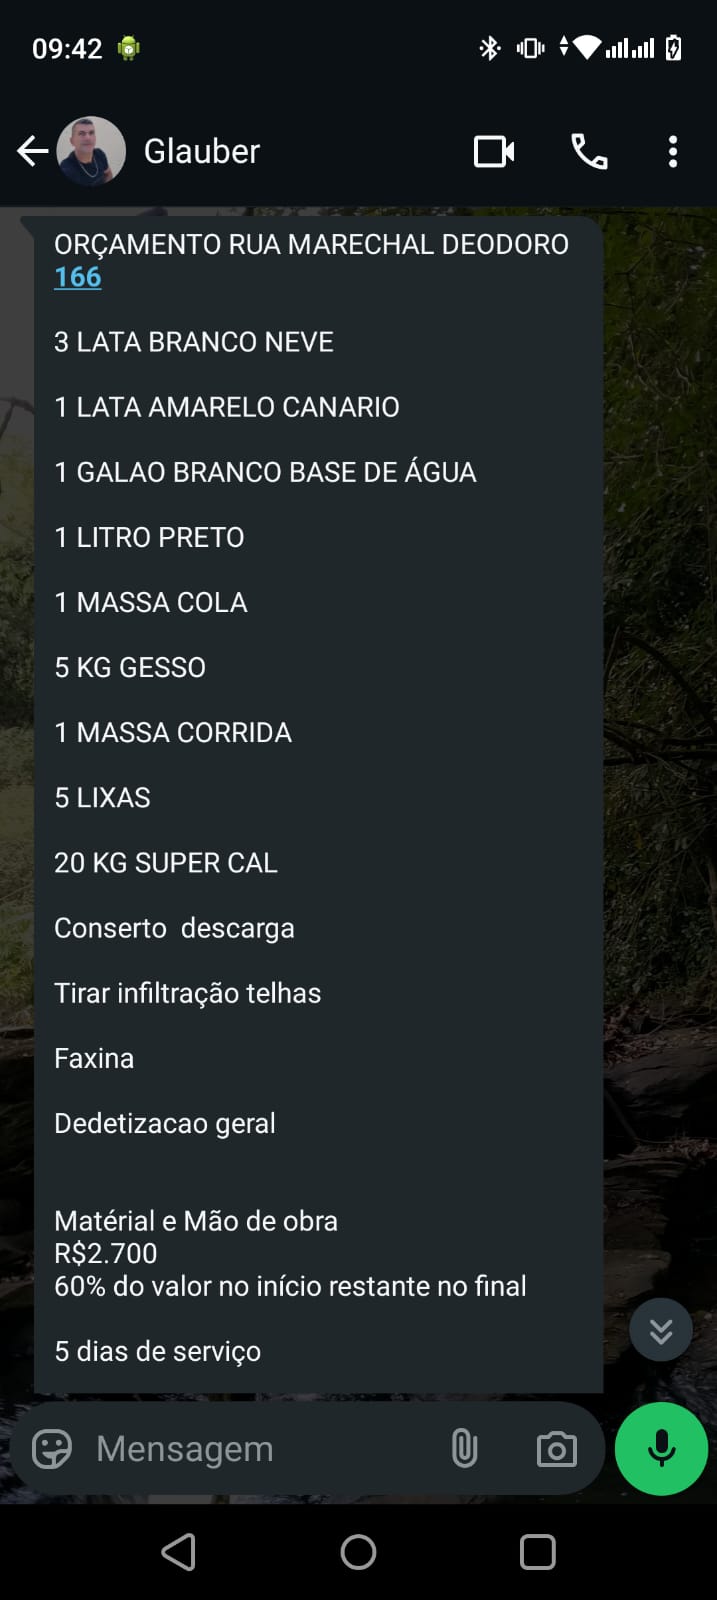 09:42
Glauber
ORÇAMENTO RUA MARECHAL DEODORO
166
3 LATA BRANCO NEVE
1 LATA AMARELO CANARIO
1 GALAO BRANCO BASE DE ÁGUA
1 LITRO PRETO
1 MASSA COLA
5 KG GESSO
1 MASSA CORRIDA
5 LIXAS
20 KG SUPER CAL
Conserto  descarga
Tirar infiltração telhas
Faxina
Dedetizacao geral
Matérial e Mão de obra
R$2.700
60% do valor no início restante no final
5 dias de serviço
Mensagem